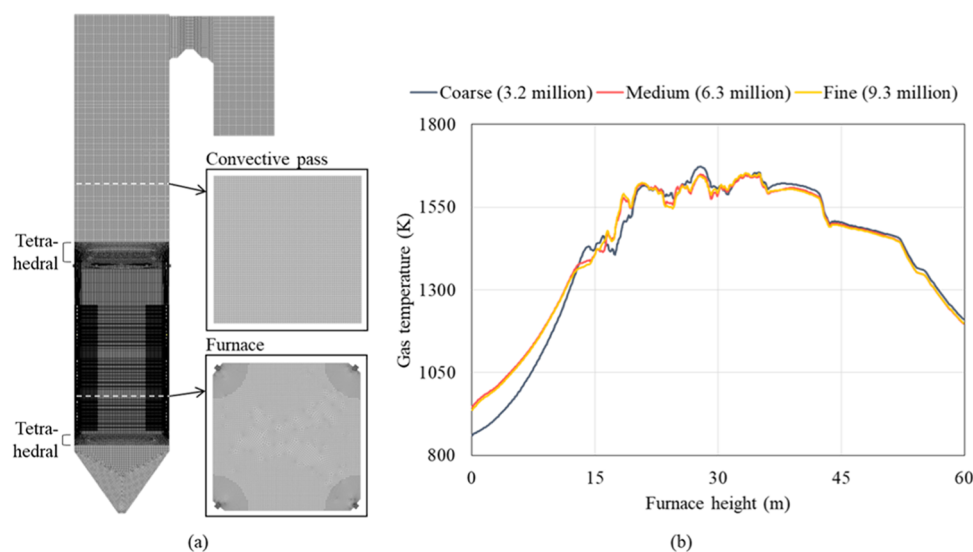 Convective pass
Tetra-
hedral
Furnace
Tetra-
hedral
(a)
Coarse (3.2 million)
Medium (6.3 million)
Fine (9.3 million)
Gas temperature (K)
1800
1550
1300
1050
800
0
15
30
45
60
Furnace height (m)
(b)